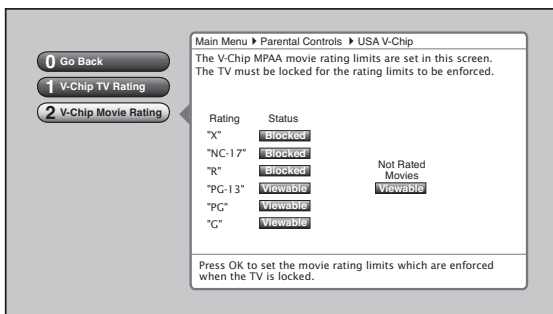 Main Menu ▶ Parental Controls ▶ USA V-Chip
0 Go Back
1 V-Chip TV Rating
2 V-Chip Movie Rating
The V-Chip MPAA movie rating limits are set in this screen.
The TV must be locked for the rating limits to be enforced.
Rating Status
"X" Blocked
"NC-17" Blocked
"R" Blocked
"PG-13" Viewable
"PG" Viewable
"G" Viewable
Not Rated
Movies
Viewable
Press OK to set the movie rating limits which are enforced
when the TV is locked.